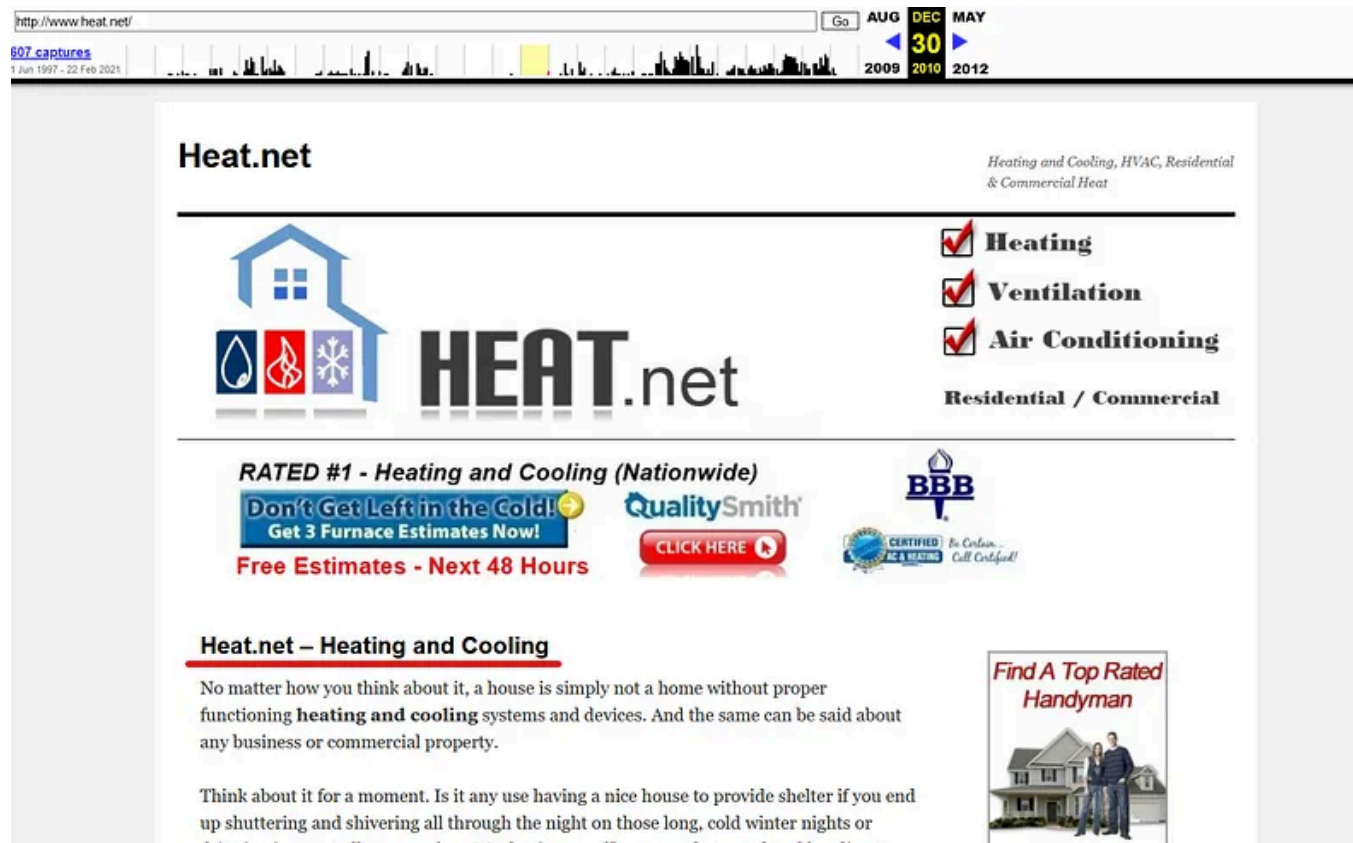 http://www.heat.net/
Go
AUG DEC MAY
607 captures
30
1 Jun 1997 - 22 Feb 2021
2009 2010 2012
Heat.net
Heating and Cooling, HVAC, Residential
& Commercial Heat
Heating
Ventilation
Air Conditioning
HEAT.net
Residential / Commercial
RATED #1 - Heating and Cooling (Nationwide)
Don't Get Left in the Cold!
Get 3 Furnace Estimates Now!
Free Estimates - Next 48 Hours
QualitySmith
CLICK HERE
BBB
CERTIFIED
AC & HEATING
Be Certain...
Call Certified!
Heat.net – Heating and Cooling
No matter how you think about it, a house is simply not a home without proper
functioning heating and cooling systems and devices. And the same can be said about
any business or commercial property.
Think about it for a moment. Is it any use having a nice house to provide shelter if you end
up shuttering and shivering all through the night on those long, cold winter nights or
Find A Top Rated
Handyman